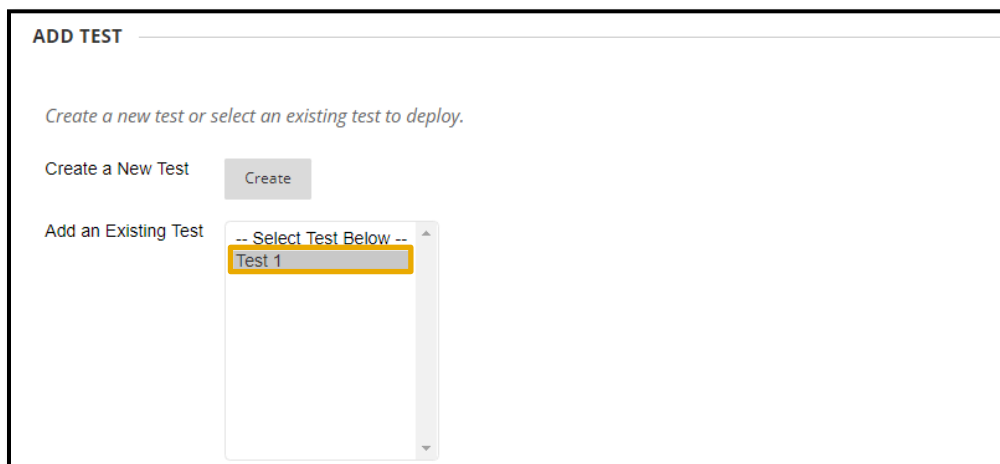 ADD TEST
Create a new test or select an existing test to deploy.
Create a New Test
Create
Add an Existing Test
-- Select Test Below --
Test 1